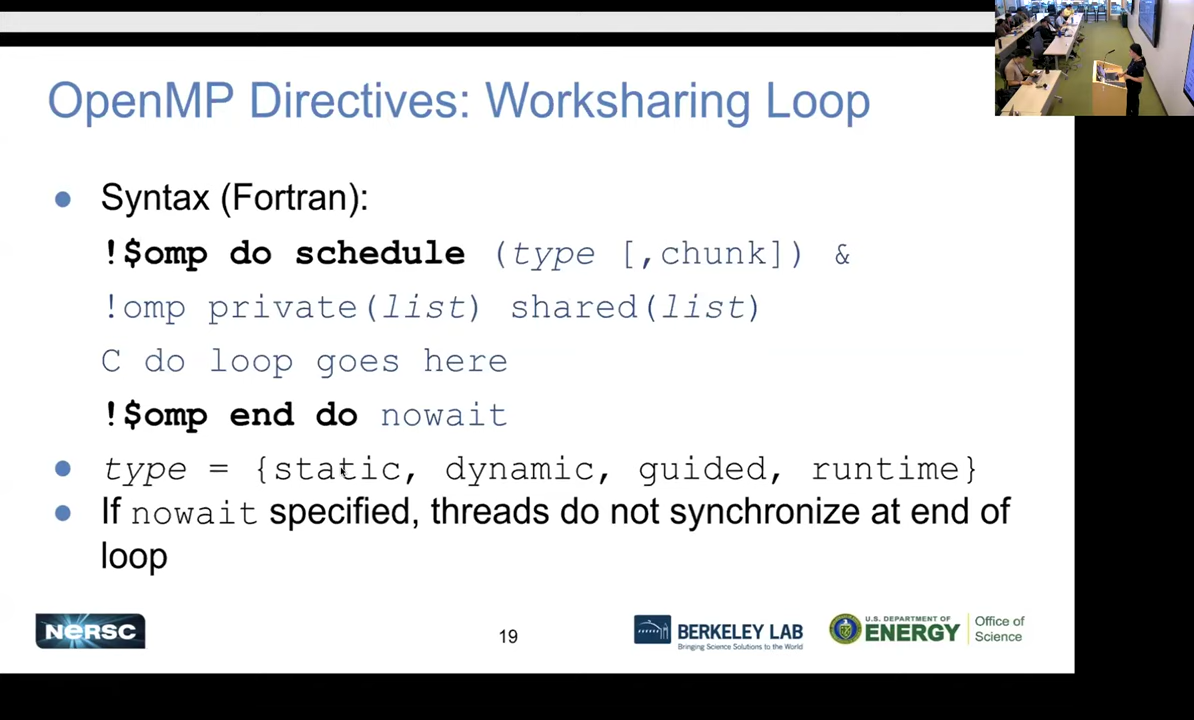 OpenMP Directives: Worksharing Loop
● Syntax (Fortran):
!$omp do schedule (type [,chunk]) &
!omp private(list) shared(list)
C do loop goes here
!$omp end do nowait
● type = {static, dynamic, guided, runtime}
● If nowait specified, threads do not synchronize at end of
loop
NERSC
19
BERKELEY LAB
Bringing Science Solutions to the World
U.S. DEPARTMENT OF
ENERGY
Office of
Science